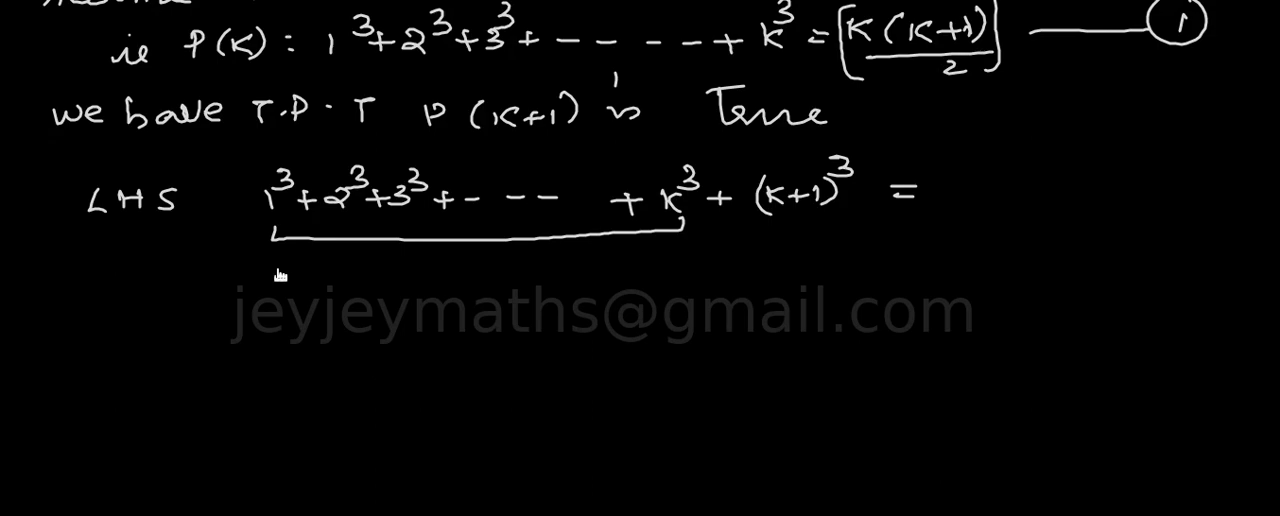 ie P(K) : 1³+2³+3³+ - - - - - + K³ = [K(K+1)/2] ——— ①
we have T.P.T P(K+1) is True
LHS 1³+2³+3³+ - - - - + K³ + (K+1)³ =
jeyjeymaths@gmail.com